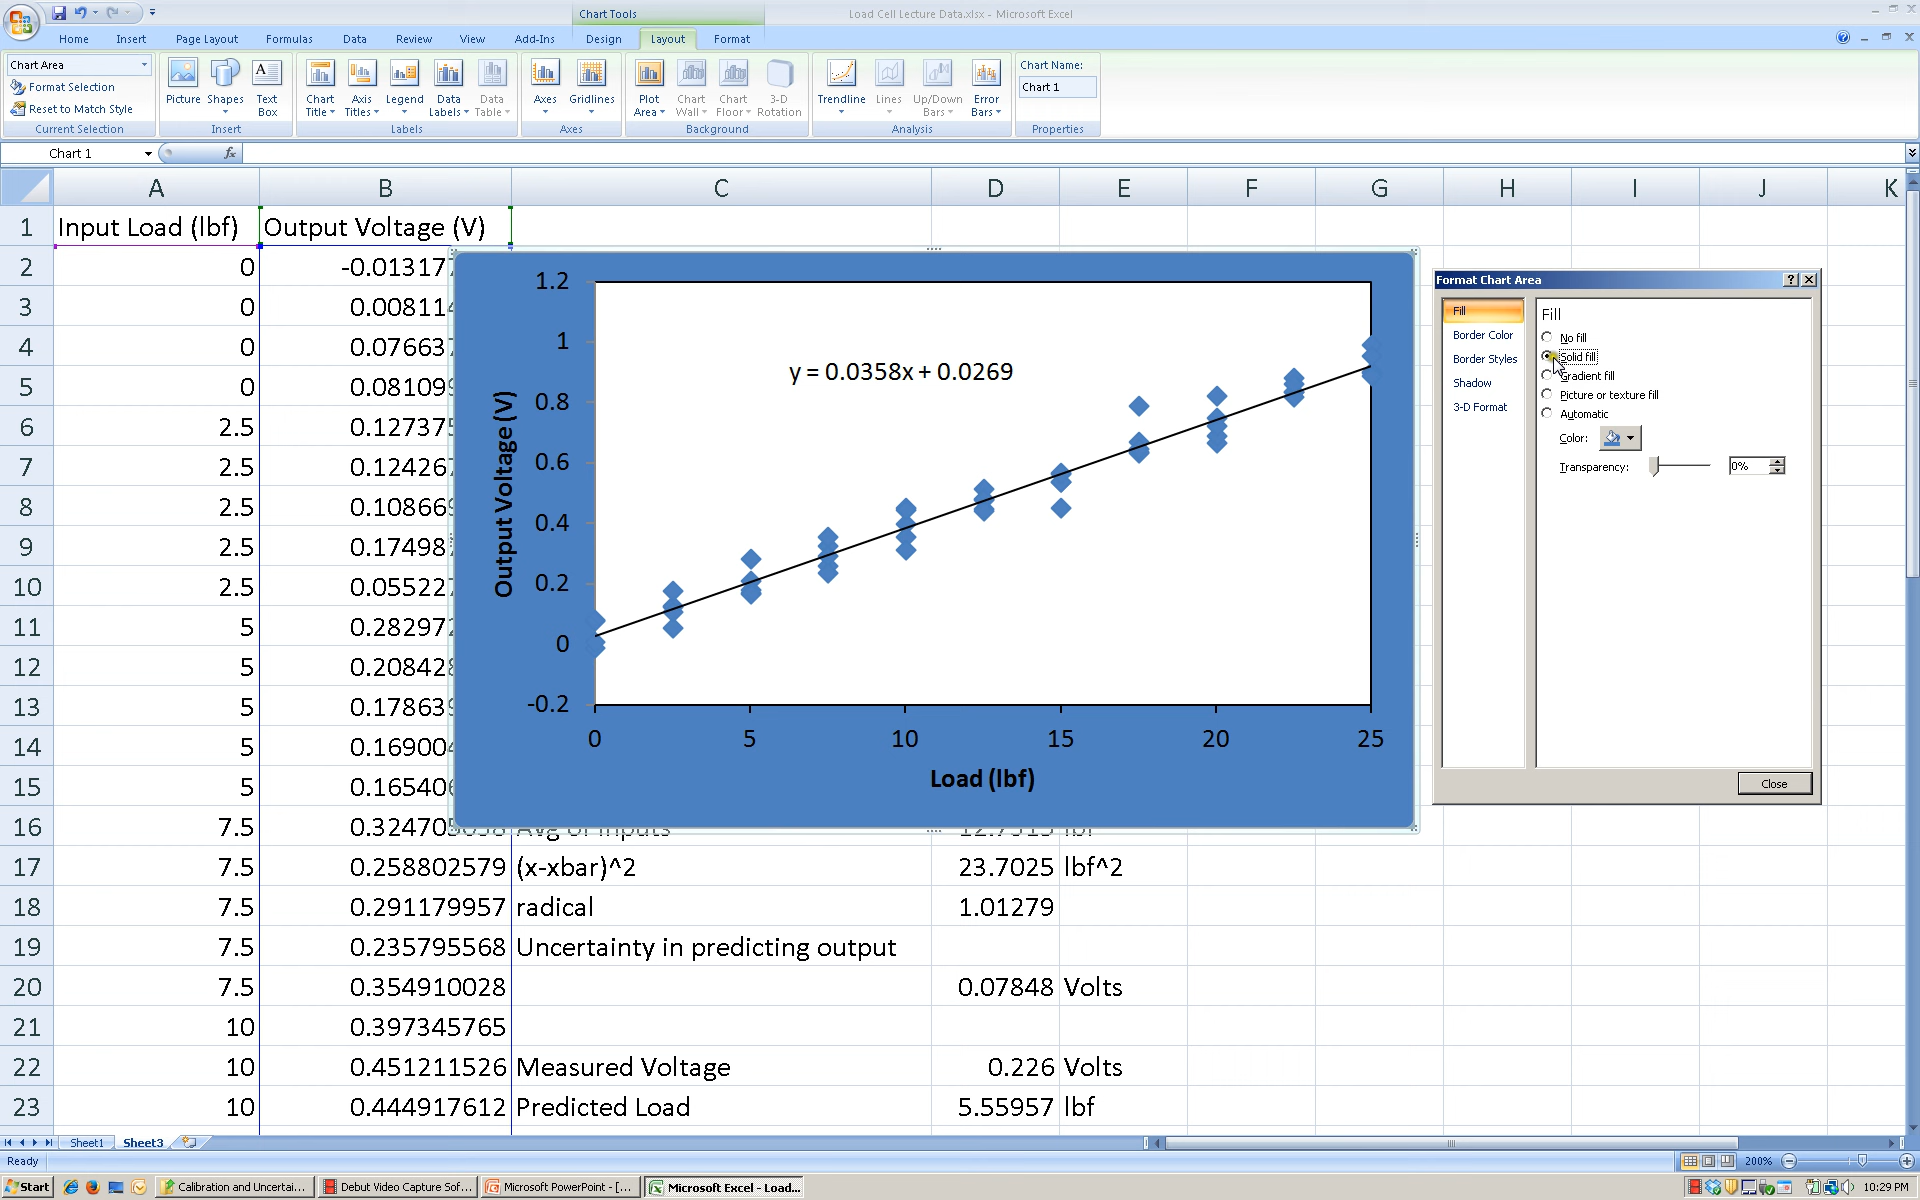 Chart Tools
Load Cell Lecture Data.xlsx - Microsoft Excel
Home Insert Page Layout Formulas Data Review View Add-Ins Design Layout Format
Chart Area
Format Selection
Reset to Match Style
Current Selection
Picture Shapes Text Box
Insert
Chart Title Axis Titles Legend Data Labels Data Table
Labels
Axes Gridlines
Axes
Plot Area Chart Wall Chart Floor 3-D Rotation
Background
Trendline Lines Up/Down Bars Error Bars
Analysis
Chart Name:
Chart 1
Properties
Chart 1 fx
A B C D E F G H I J K
1 Input Load (lbf) Output Voltage (V)
2 0 -0.01317
3 0 0.00811
4 0 0.07663
5 0 0.08109
6 2.5 0.12737
7 2.5 0.12426
8 2.5 0.10866
9 2.5 0.17498
10 2.5 0.05522
11 5 0.28297
12 5 0.20842
13 5 0.17863
14 5 0.16900
15 5 0.16540
16 7.5 0.32470 Avg of inputs 12.7315 lbf
17 7.5 0.258802579 (x-xbar)^2 23.7025 lbf^2
18 7.5 0.291179957 radical 1.01279
19 7.5 0.235795568 Uncertainty in predicting output
20 7.5 0.354910028 0.07848 Volts
21 10 0.397345765
22 10 0.451211526 Measured Voltage 0.226 Volts
23 10 0.444917612 Predicted Load 5.55957 lbf
1.2
1
0.8
0.6
0.4
0.2
0
-0.2
Output Voltage (V)
y = 0.0358x + 0.0269
0 5 10 15 20 25
Load (lbf)
Format Chart Area
Fill
Border Color
Border Styles
Shadow
3-D Format
Fill
No fill
Solid fill
Gradient fill
Picture or texture fill
Automatic
Color:
Transparency: 0%
Close
Sheet1 Sheet3
Ready
200%
Start
Calibration and Uncertai...
Debut Video Capture Sof...
Microsoft PowerPoint - [...
Microsoft Excel - Load...
10:29 PM